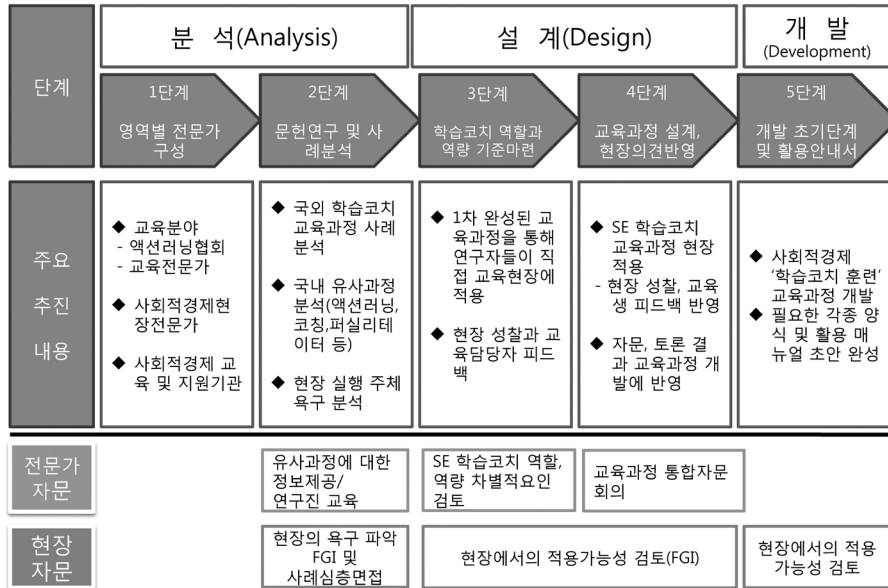 분 석(Analysis)
설 계(Design)
개 발
(Development)
단계
1단계
영역별 전문가
구성
2단계
문헌연구 및 사
례분석
3단계
학습코치 역할과
역량 기준마련
4단계
교육과정 설계,
현장의견반영
5단계
개발 초기단계
및 활용안내서
주요
추진
내용
◆ 교육분야
- 액션러닝협회
- 교육전문가
◆ 사회적경제현
장전문가
◆ 사회적경제 교
육 및 지원기관
◆ 국외 학습코치
교육과정 사례
분석
◆ 국내 유사과정
분석(액션러닝,
코칭,퍼실리테
이터 등)
◆ 현장 실행 주체
욕구 분석
◆ 1차 완성된 교
육과정을 통해
연구자들이 직
접 교육현장에
적용
◆ 현장 성찰과 교
육담당자 피드
백
◆ SE 학습코치
교육과정 현장
적용
- 현장 성찰, 교육
생 피드백 반영
◆ 자문, 토론 결
과 교육과정 개
발에 반영
◆ 사회적경제
‘학습코치 훈련’
교육과정 개발
◆ 필요한 각종 양
식 및 활용 매
뉴얼 초안 완성
전문가
자문
유사과정에 대한
정보제공/
연구진 교육
SE 학습코치 역할,
역량 차별적요인
검토
교육과정 통합자문
회의
현장
자문
현장의 욕구 파악
FGI 및
사례심층면접
현장에서의 적용가능성 검토(FGI)
현장에서의 적용
가능성 검토